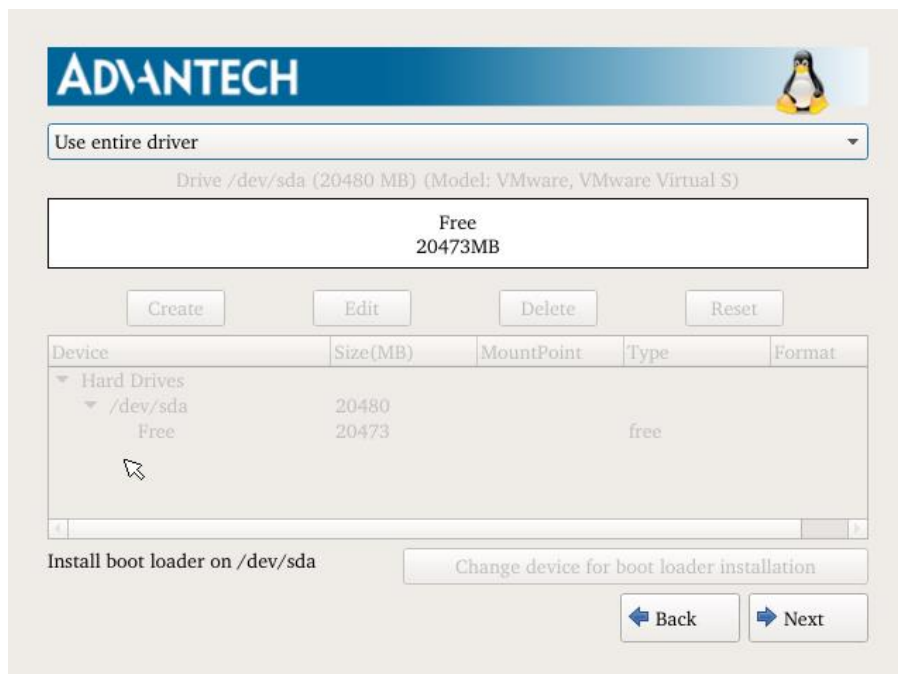 ADVANTECH
Use entire driver
Drive /dev/sda (20480 MB) (Model: VMware, VMware Virtual S)
Free
20473MB
Create Edit Delete Reset
Device Size(MB) MountPoint Type Format
Hard Drives
/dev/sda 20480
Free 20473 free
Install boot loader on /dev/sda Change device for boot loader installation
Back Next